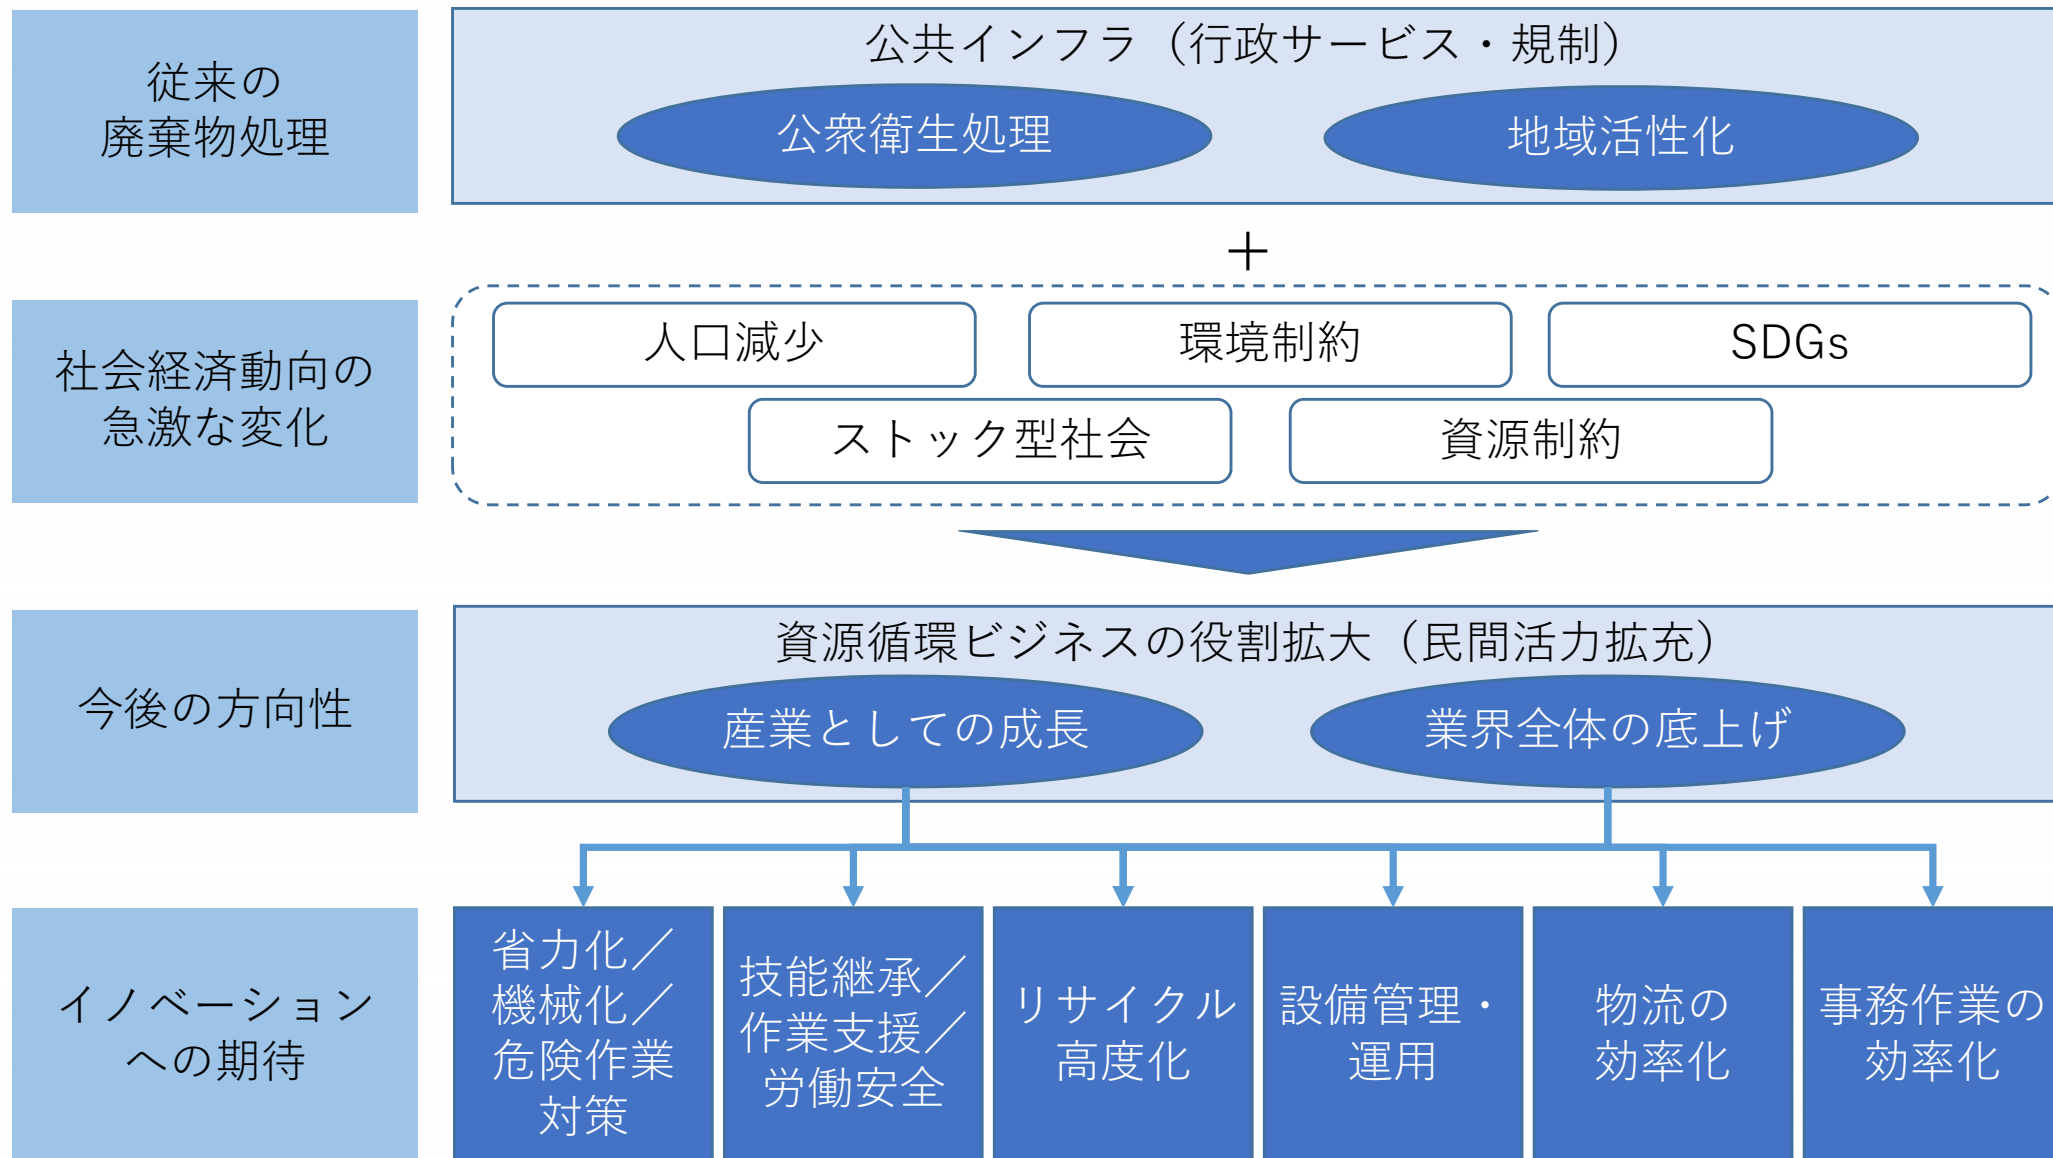 従来の
廃棄物処理
公共インフラ（行政サービス・規制）
公衆衛生処理
地域活性化
＋
社会経済動向の
急激な変化
人口減少
環境制約
SDGs
ストック型社会
資源制約
今後の方向性
資源循環ビジネスの役割拡大（民間活力拡充）
産業としての成長
業界全体の底上げ
イノベーション
への期待
省力化／
機械化／
危険作業
対策
技能継承／
作業支援／
労働安全
リサイクル
高度化
設備管理・
運用
物流の
効率化
事務作業の
効率化